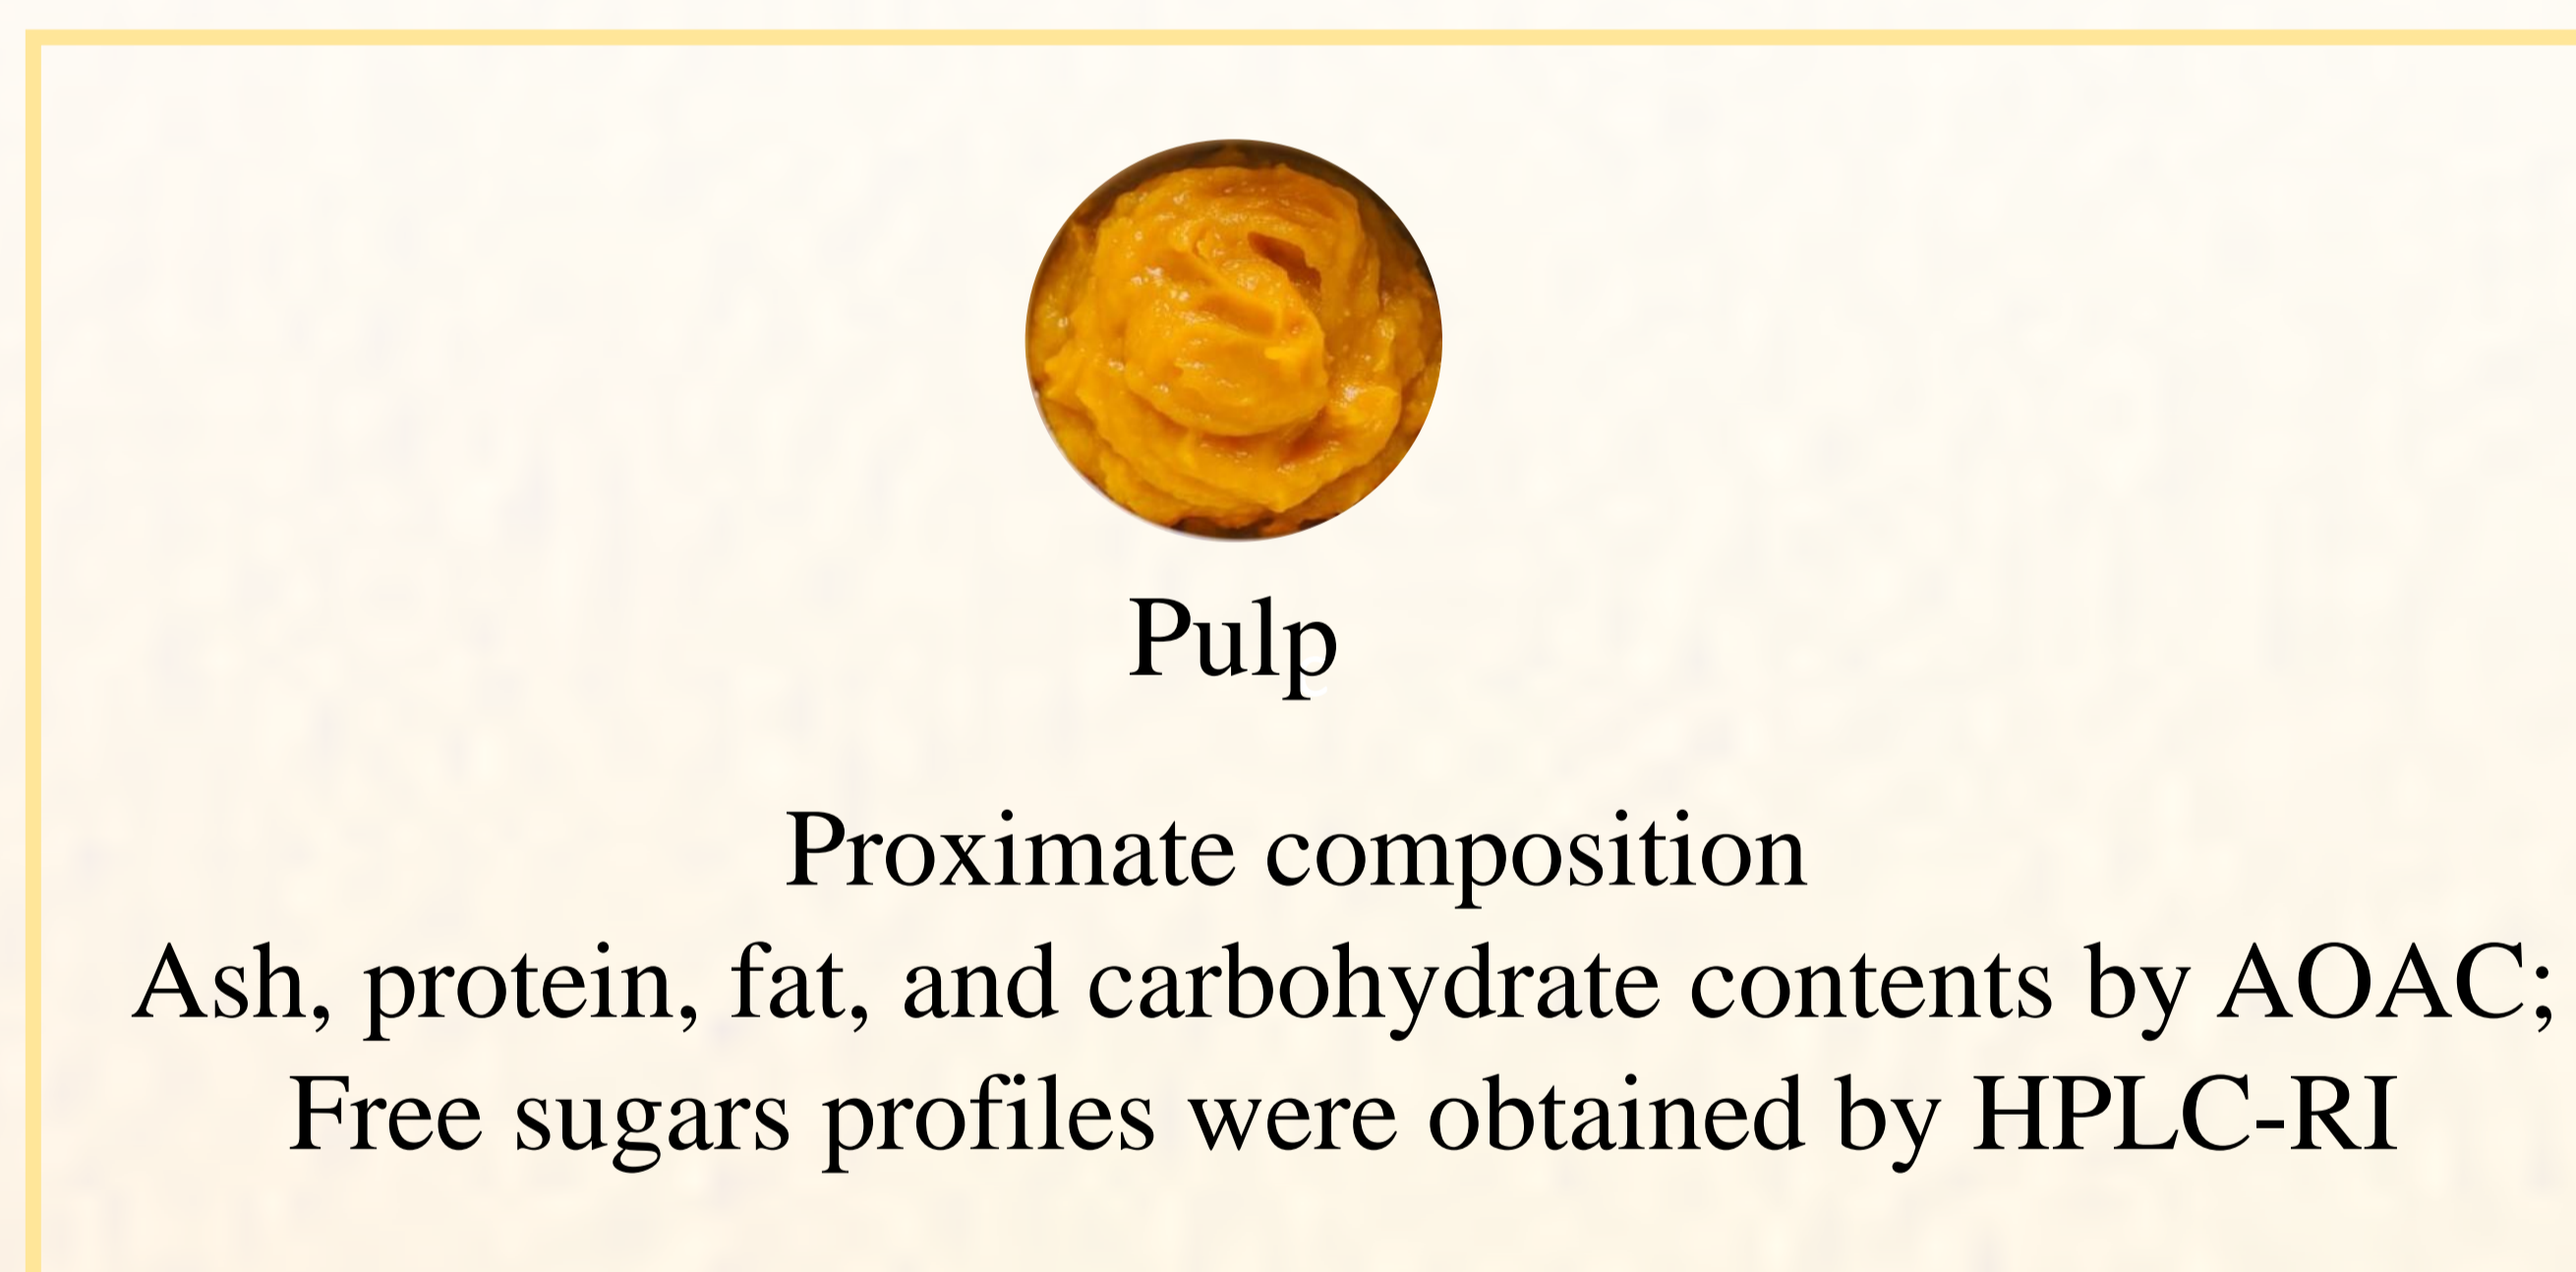 Pulp
Proximate composition
Ash, protein, fat, and carbohydrate contents by AOAC;
Free sugars profiles were obtained by HPLC-RI